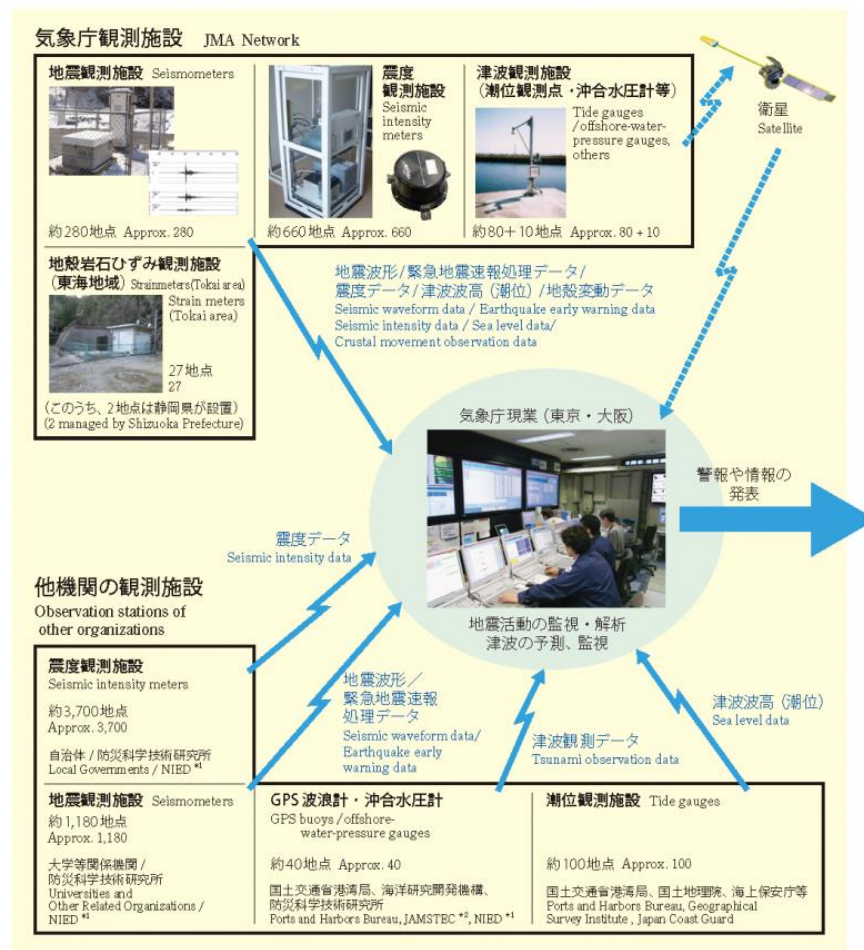 気象庁観測施設 JMA Network
地震観測施設 Seismometers
約280地点 Approx. 280
震度
観測施設
Seismic
intensity
meters
約660地点 Approx. 660
津波観測施設
（潮位観測点・沖合水圧計等）
Tide gauges
/offshore-water-
pressure gauges,
others
約80＋10地点 Approx. 80 + 10
衛星
Satellite
地殻岩石ひずみ観測施設
（東海地域） Strainmeters(Tokai area)
Strain meters
(Tokai area)
27地点
27
（このうち、2地点は静岡県が設置）
(2 managed by Shizuoka Prefecture)
地震波形/緊急地震速報処理データ/
震度データ/津波波高（潮位）/地殻変動データ
Seismic waveform data / Earthquake early warning data
Seismic intensity data / Sea level data/
Crustal movement observation data
気象庁現業（東京・大阪）
地震活動の監視・解析
津波の予測、監視
警報や情報の
発表
震度データ
Seismic intensity data
他機関の観測施設
Observation stations of
other organizations
震度観測施設
Seismic intensity meters
約3,700地点
Approx. 3,700
自治体 / 防災科学技術研究所
Local Governments / NIED *1
地震波形／
緊急地震速報
処理データ
Seismic waveform data/
Earthquake early
warning data
津波観測データ
Tsunami observation data
津波波高（潮位）
Sea level data
地震観測施設 Seismometers
約1,180地点
Approx. 1,180
大学等関係機関 /
防災科学技術研究所
Universities and
Other Related Organizations /
NIED *1
GPS 波浪計・沖合水圧計
GPS buoys /offshore-
water-pressure gauges
約40地点 Approx. 40
国土交通省港湾局、海洋研究開発機構、
防災科学技術研究所
Ports and Harbors Bureau, JAMSTEC *2, NIED *1
潮位観測施設 Tide gauges
約100地点 Approx. 100
国土交通省港湾局、国土地理院、海上保安庁等
Ports and Harbors Bureau, Geographical
Survey Institute , Japan Coast Guard